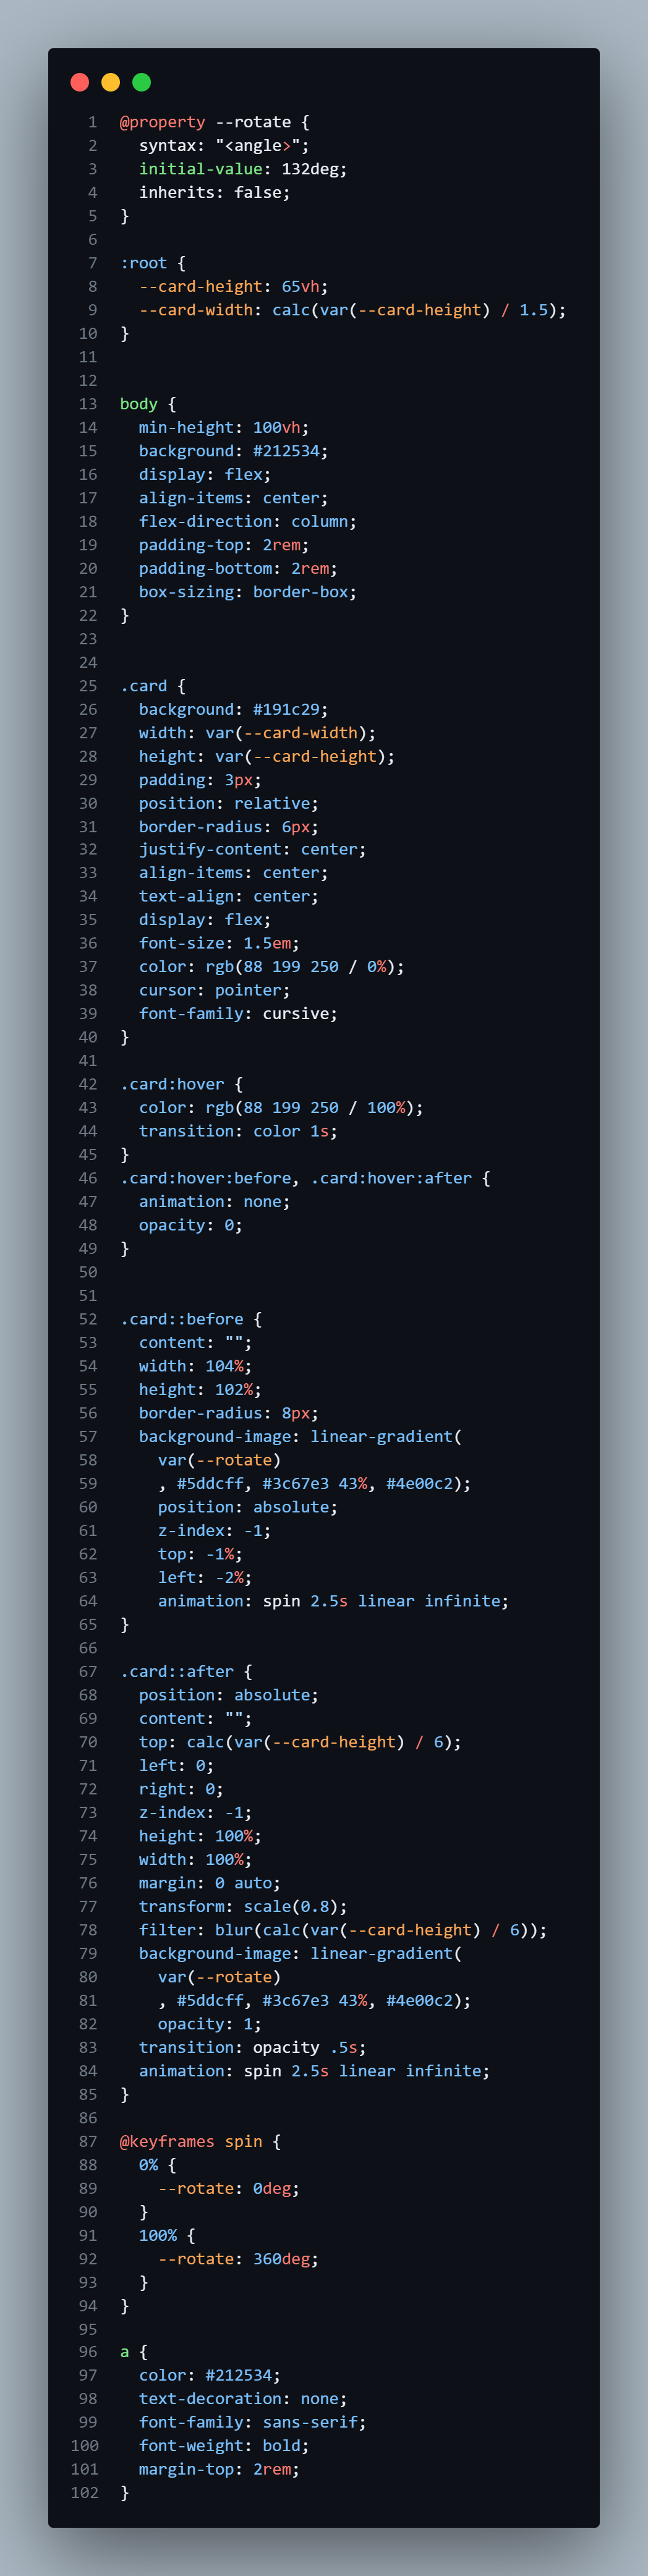 1 @property --rotate {
2   syntax: "<angle>";
3   initial-value: 132deg;
4   inherits: false;
5 }
6
7 :root {
8   --card-height: 65vh;
9   --card-width: calc(var(--card-height) / 1.5);
10 }
11
12
13 body {
14   min-height: 100vh;
15   background: #212534;
16   display: flex;
17   align-items: center;
18   flex-direction: column;
19   padding-top: 2rem;
20   padding-bottom: 2rem;
21   box-sizing: border-box;
22 }
23
24
25 .card {
26   background: #191c29;
27   width: var(--card-width);
28   height: var(--card-height);
29   padding: 3px;
30   position: relative;
31   border-radius: 6px;
32   justify-content: center;
33   align-items: center;
34   text-align: center;
35   display: flex;
36   font-size: 1.5em;
37   color: rgb(88 199 250 / 0%);
38   cursor: pointer;
39   font-family: cursive;
40 }
41
42 .card:hover {
43   color: rgb(88 199 250 / 100%);
44   transition: color 1s;
45 }
46 .card:hover:before, .card:hover:after {
47   animation: none;
48   opacity: 0;
49 }
50
51
52 .card::before {
53   content: "";
54   width: 104%;
55   height: 102%;
56   border-radius: 8px;
57   background-image: linear-gradient(
58     var(--rotate)
59     , #5ddcff, #3c67e3 43%, #4e00c2);
60     position: absolute;
61     z-index: -1;
62     top: -1%;
63     left: -2%;
64     animation: spin 2.5s linear infinite;
65 }
66
67 .card::after {
68   position: absolute;
69   content: "";
70   top: calc(var(--card-height) / 6);
71   left: 0;
72   right: 0;
73   z-index: -1;
74   height: 100%;
75   width: 100%;
76   margin: 0 auto;
77   transform: scale(0.8);
78   filter: blur(calc(var(--card-height) / 6));
79   background-image: linear-gradient(
80     var(--rotate)
81     , #5ddcff, #3c67e3 43%, #4e00c2);
82     opacity: 1;
83   transition: opacity .5s;
84   animation: spin 2.5s linear infinite;
85 }
86
87 @keyframes spin {
88   0% {
89     --rotate: 0deg;
90   }
91   100% {
92     --rotate: 360deg;
93   }
94 }
95
96 a {
97   color: #212534;
98   text-decoration: none;
99   font-family: sans-serif;
100   font-weight: bold;
101   margin-top: 2rem;
102 }